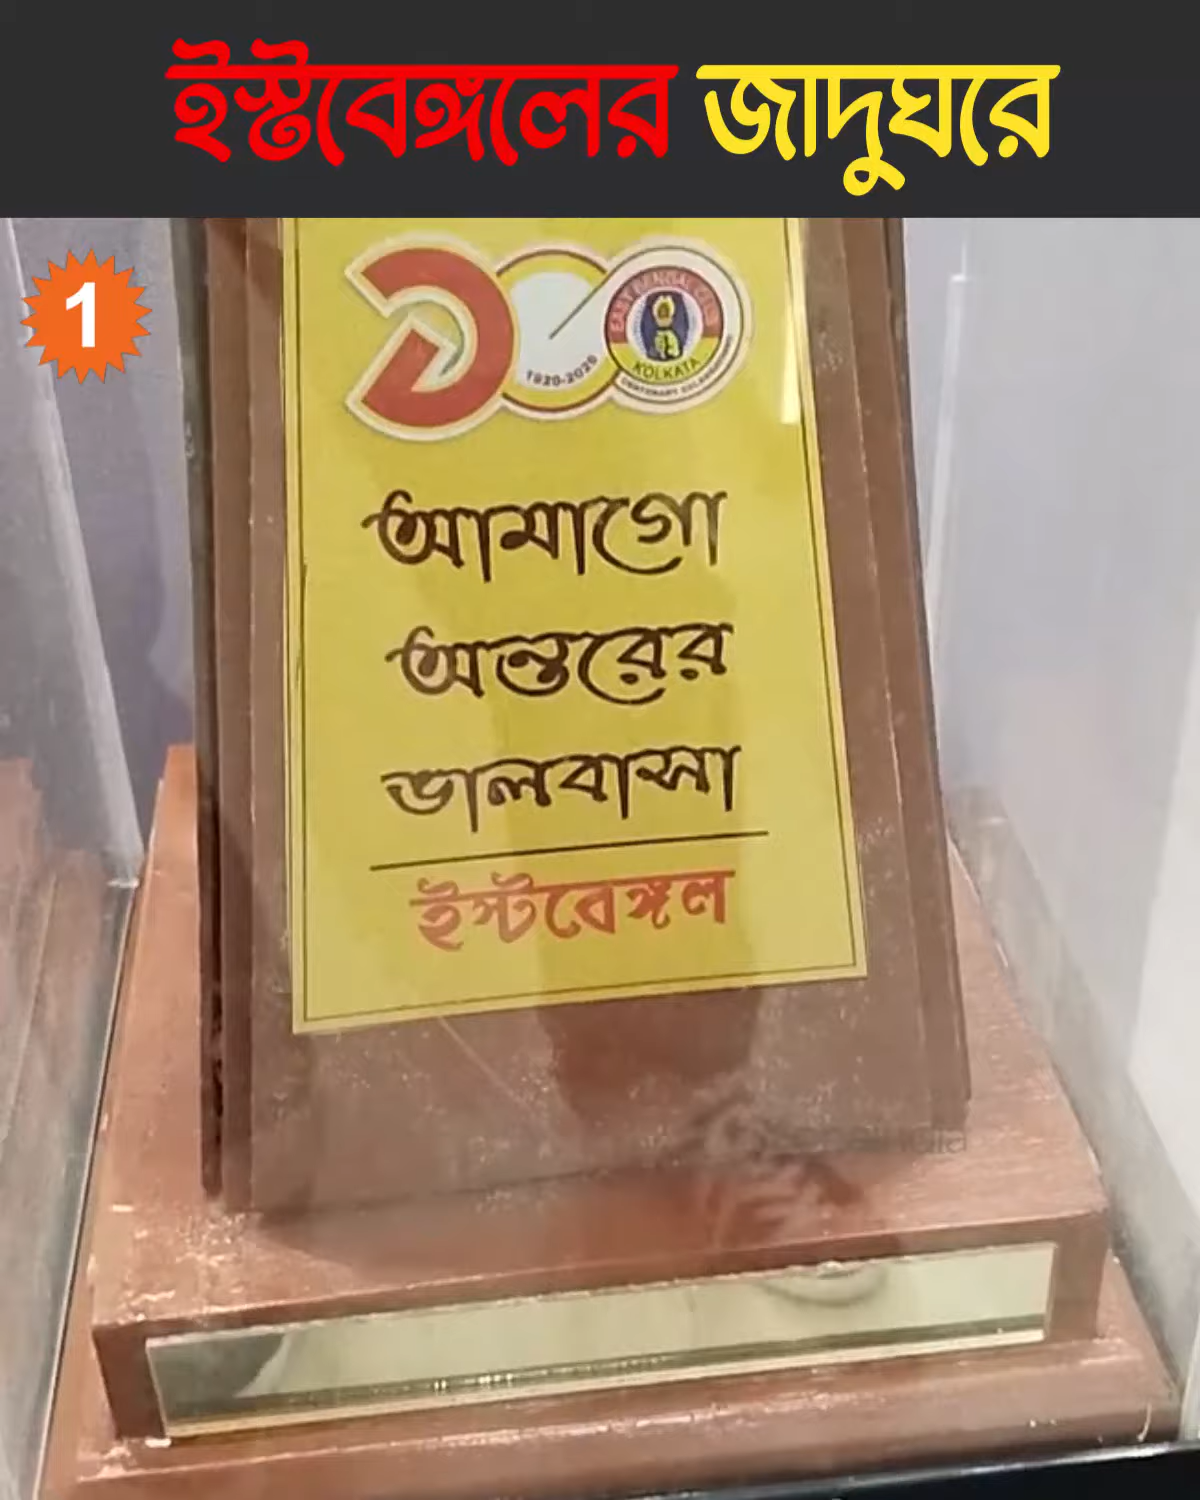 ইস্টবেঙ্গলের জাদুঘরে
1
১০০
1920-2020
EAST BENGAL CLUB
KOLKATA
আমাগো
অন্তরের
ভালবাসা
ইস্টবেঙ্গল